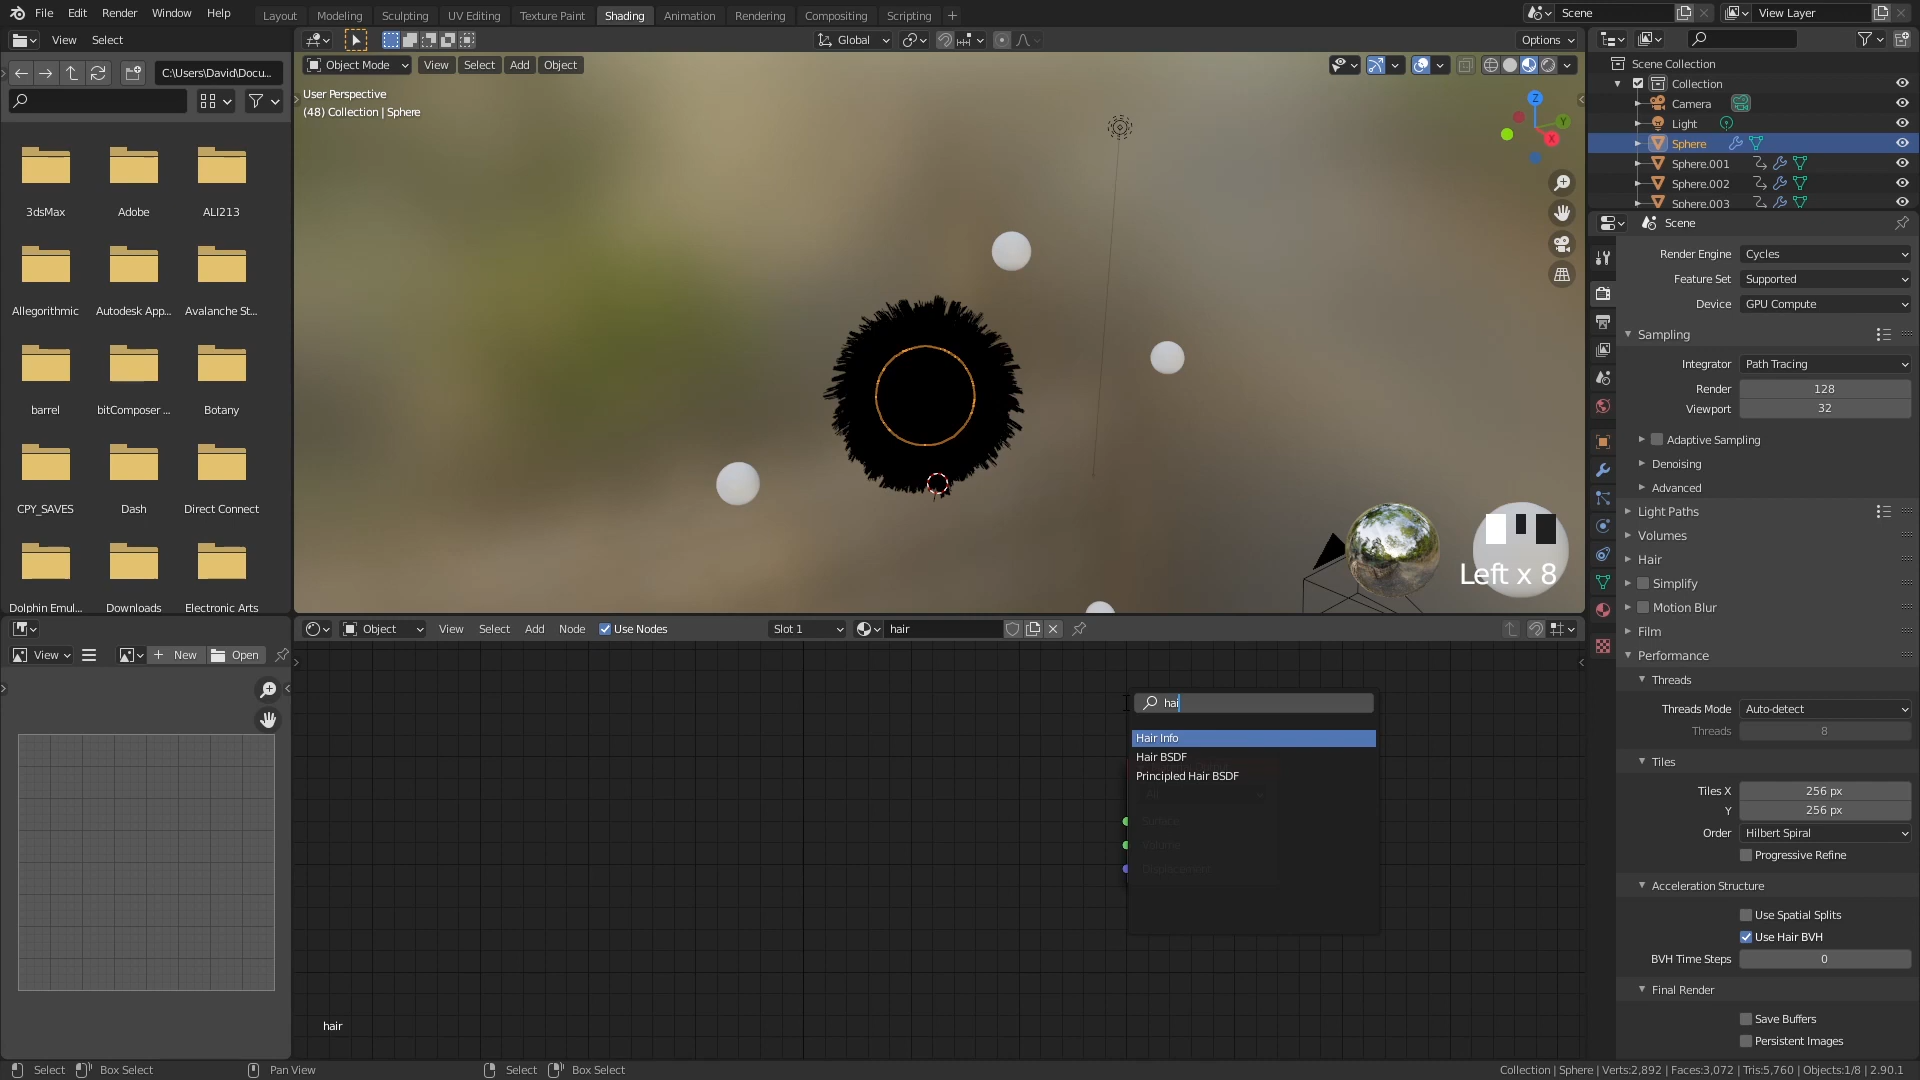 File Edit Render Window Help
Layout Modeling Sculpting UV Editing Texture Paint Shading Animation Rendering Compositing Scripting +
Scene
View Layer
View Select
Global
Options
C:\Users\David\Docu...
Object Mode View Select Add Object
User Perspective
(48) Collection | Sphere
Z
Y
X
3dsMax Adobe ALI213
Allegorithmic Autodesk App... Avalanche St...
barrel bitComposer ... Botany
CPY_SAVES Dash Direct Connect
Dolphin Emul... Downloads Electronic Arts
Left x 8
Scene Collection
Collection
Camera
Light
Sphere
Sphere.001
Sphere.002
Sphere.003
Scene
Render Engine Cycles
Feature Set Supported
Device GPU Compute
Sampling
Integrator Path Tracing
Render 128
Viewport 32
Adaptive Sampling
Denoising
Advanced
Light Paths
Volumes
Hair
Simplify
Motion Blur
Film
Performance
Threads
Threads Mode Auto-detect
Threads 8
Tiles
Tiles X 256 px
Y 256 px
Order Hilbert Spiral
Progressive Refine
Acceleration Structure
Use Spatial Splits
Use Hair BVH
BVH Time Steps 0
Final Render
Save Buffers
Persistent Images
View New Open
Object View Select Add Node Use Nodes Slot 1 hair
hai
Hair Info
Hair BSDF
Principled Hair BSDF
All
Surface
Volume
Displacement
hair
Select Box Select Pan View Select Box Select
Collection | Sphere | Verts:2,892 | Faces:3,072 | Tris:5,760 | Objects:1/8 | 2.90.1